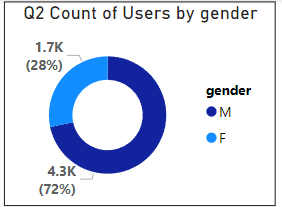 Q2 Count of Users by gender
1.7K
(28%)
gender
M
F
4.3K
(72%)